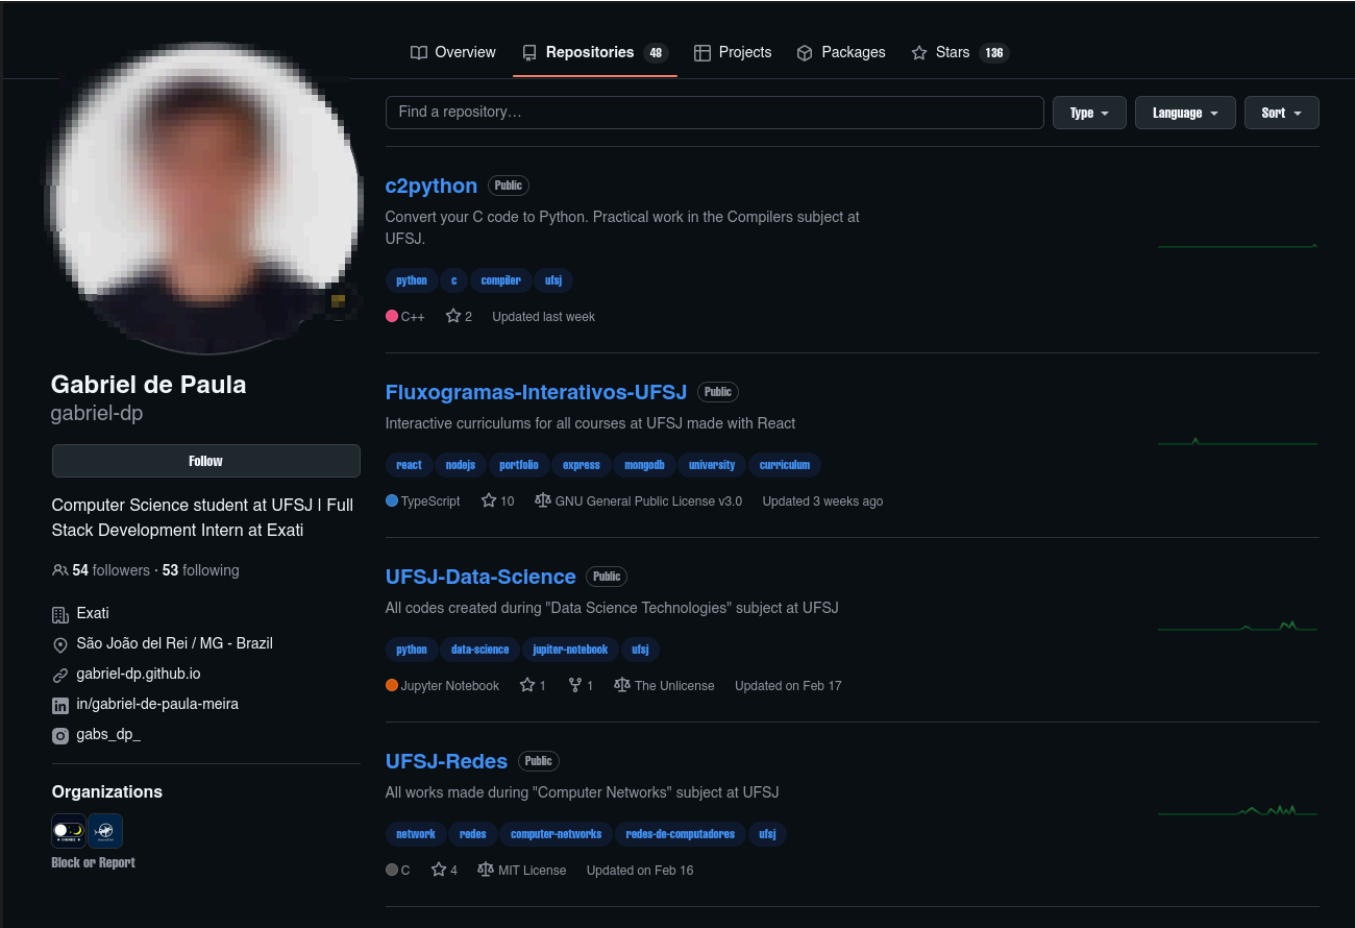 Overview Repositories 48 Projects Packages Stars 136
Find a repository… Type Language Sort
Gabriel de Paula
gabriel-dp
Follow
Computer Science student at UFSJ | Full
Stack Development Intern at Exati
54 followers · 53 following
Exati
São João del Rei / MG - Brazil
gabriel-dp.github.io
in/gabriel-de-paula-meira
gabs_dp_
Organizations
Block or Report
c2python Public
Convert your C code to Python. Practical work in the Compilers subject at
UFSJ.
python c compiler ufsj
C++ 2 Updated last week
Fluxogramas-Interativos-UFSJ Public
Interactive curriculums for all courses at UFSJ made with React
react nodejs portfolio express mongodb university curriculum
TypeScript 10 GNU General Public License v3.0 Updated 3 weeks ago
UFSJ-Data-Science Public
All codes created during "Data Science Technologies" subject at UFSJ
python data-science jupiter-notebook ufsj
Jupyter Notebook 1 1 The Unlicense Updated on Feb 17
UFSJ-Redes Public
All works made during "Computer Networks" subject at UFSJ
network redes computer-networks redes-de-computadores ufsj
C 4 MIT License Updated on Feb 16